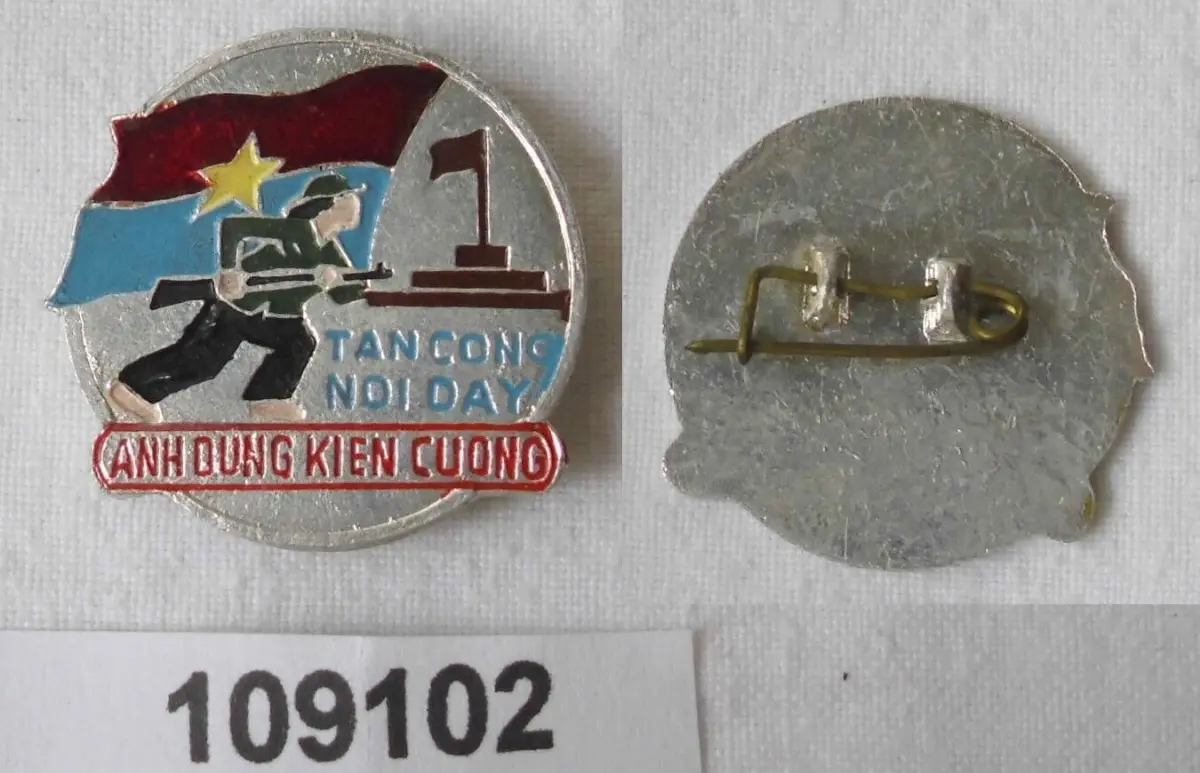 TAN CONG
NOI DAY
ANH DUNG KIEN CUONG
109102